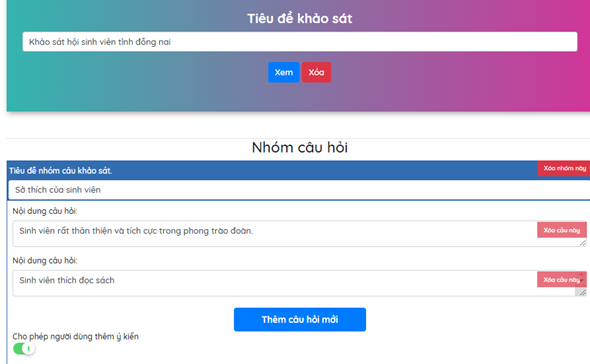 Tiêu đề khảo sát
Khảo sát hội sinh viên tỉnh đồng nai
Xem Xóa
Nhóm câu hỏi
Tiêu đề nhóm câu khảo sát. Xóa nhóm này
Sở thích của sinh viên
Nội dung câu hỏi:
Sinh viên rất thân thiện và tích cực trong phong trào đoàn. Xóa câu này
Nội dung câu hỏi:
Sinh viên thích đọc sách Xóa câu này
Thêm câu hỏi mới
Cho phép người dùng thêm ý kiến